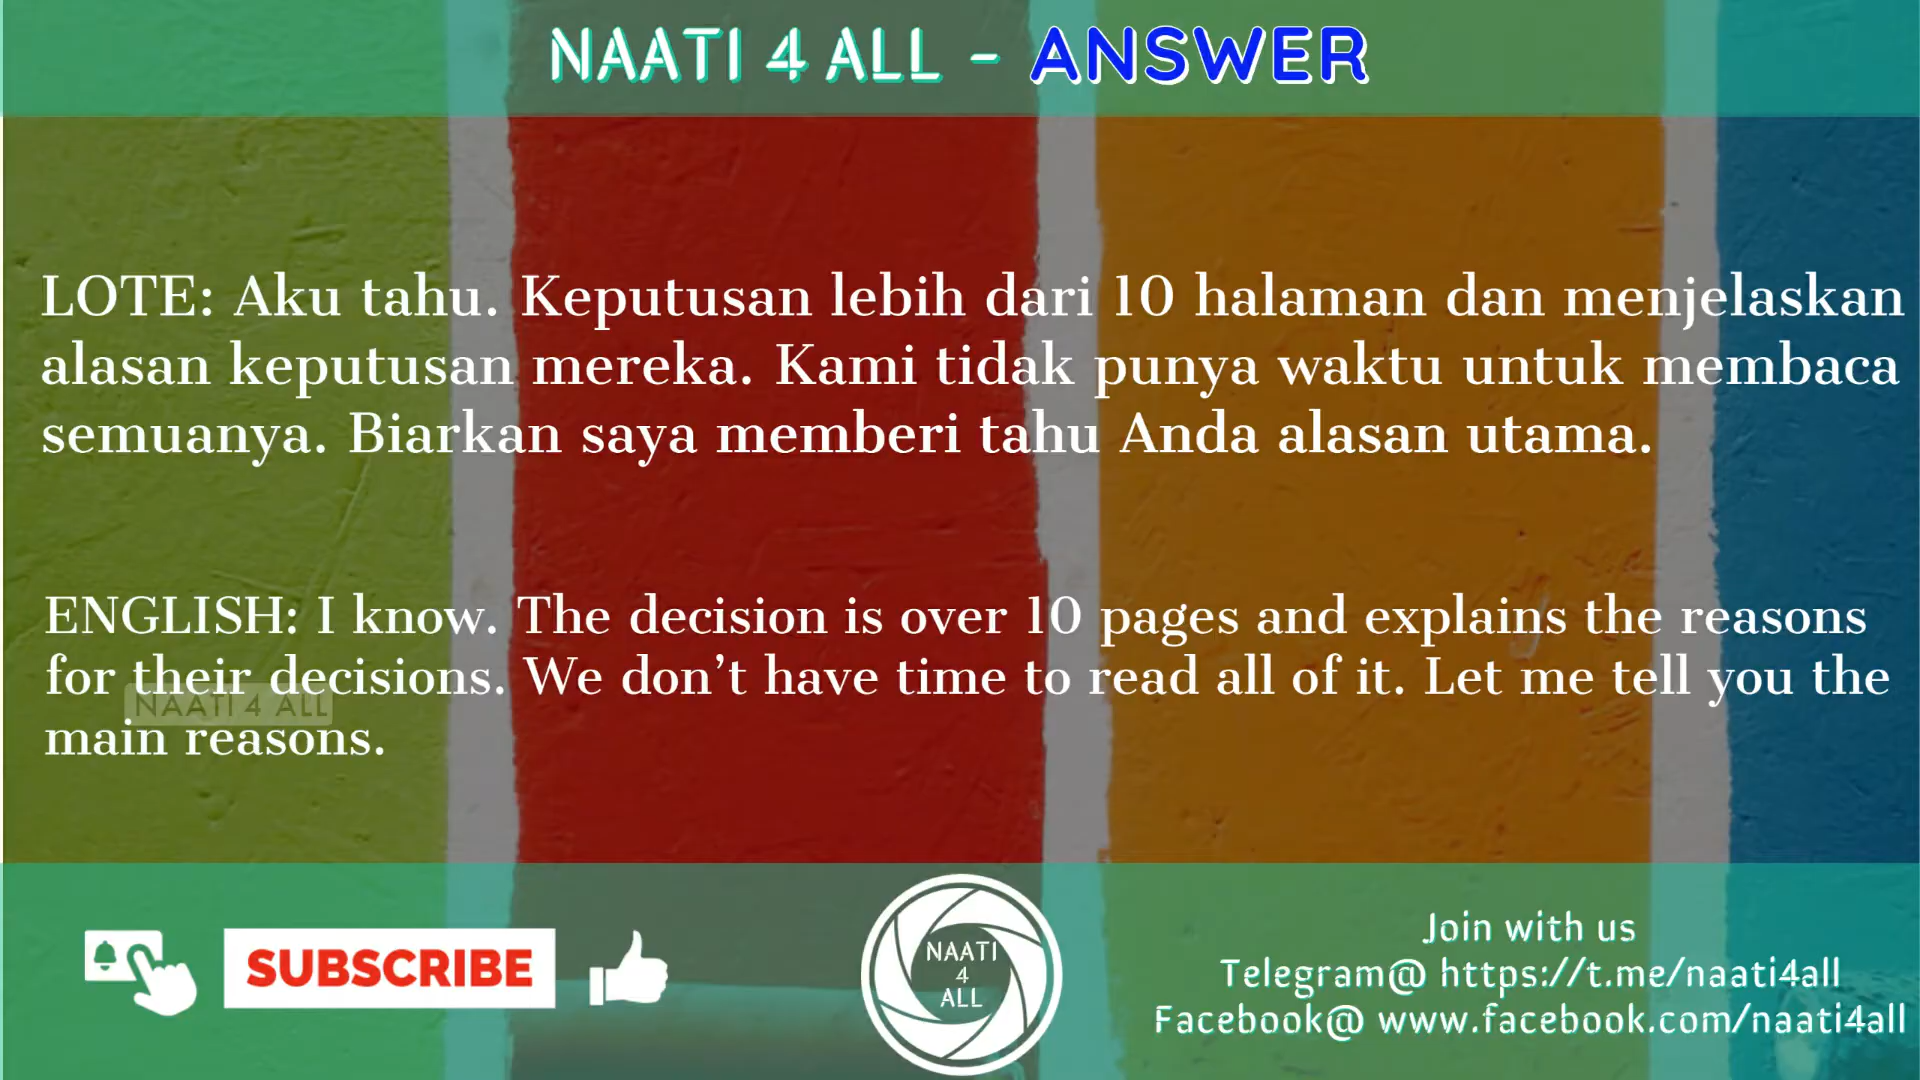 NAATI 4 ALL - ANSWER
LOTE: Aku tahu. Keputusan lebih dari 10 halaman dan menjelaskan
alasan keputusan mereka. Kami tidak punya waktu untuk membaca
semuanya. Biarkan saya memberi tahu Anda alasan utama.
ENGLISH: I know. The decision is over 10 pages and explains the reasons
for their decisions. We don’t have time to read all of it. Let me tell you the
NAATI 4 ALL
main reasons.
SUBSCRIBE
NAATI
4
ALL
Join with us
Telegram@ https://t.me/naati4all
Facebook@ www.facebook.com/naati4all